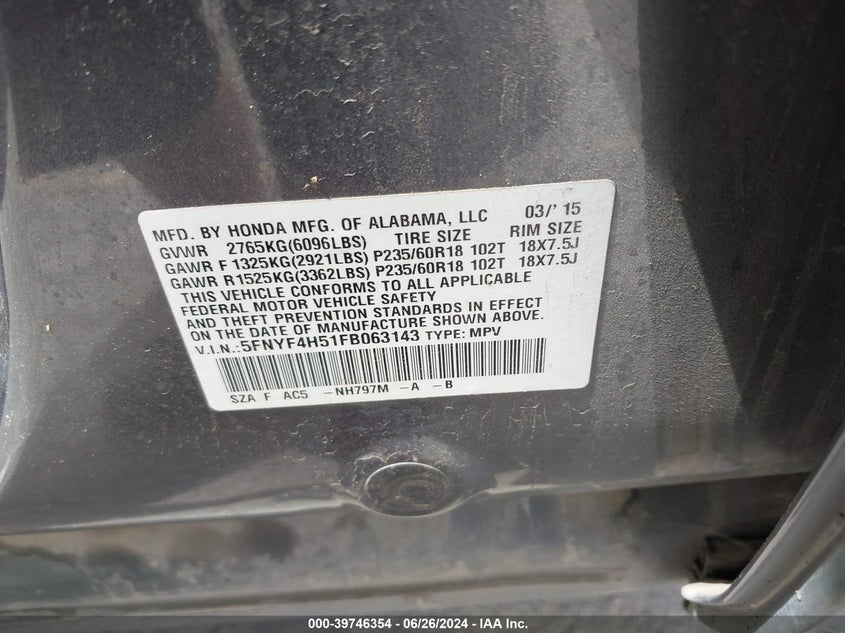 MFD. BY HONDA MFG. OF ALABAMA, LLC 03/' 15
GVWR 2765KG(6096LBS) TIRE SIZE RIM SIZE
GAWR F 1325KG(2921LBS) P235/60R18 102T 18X7.5J
GAWR R 1525KG(3362LBS) P235/60R18 102T 18X7.5J
THIS VEHICLE CONFORMS TO ALL APPLICABLE
FEDERAL MOTOR VEHICLE SAFETY
AND THEFT PREVENTION STANDARDS IN EFFECT
ON THE DATE OF MANUFACTURE SHOWN ABOVE.
V.I.N.: 5FNYF4H51FB063143 TYPE: MPV
SZA F AC5 -NH797M -A -B
000-39746354 / 06/26/2024 - IAA Inc.